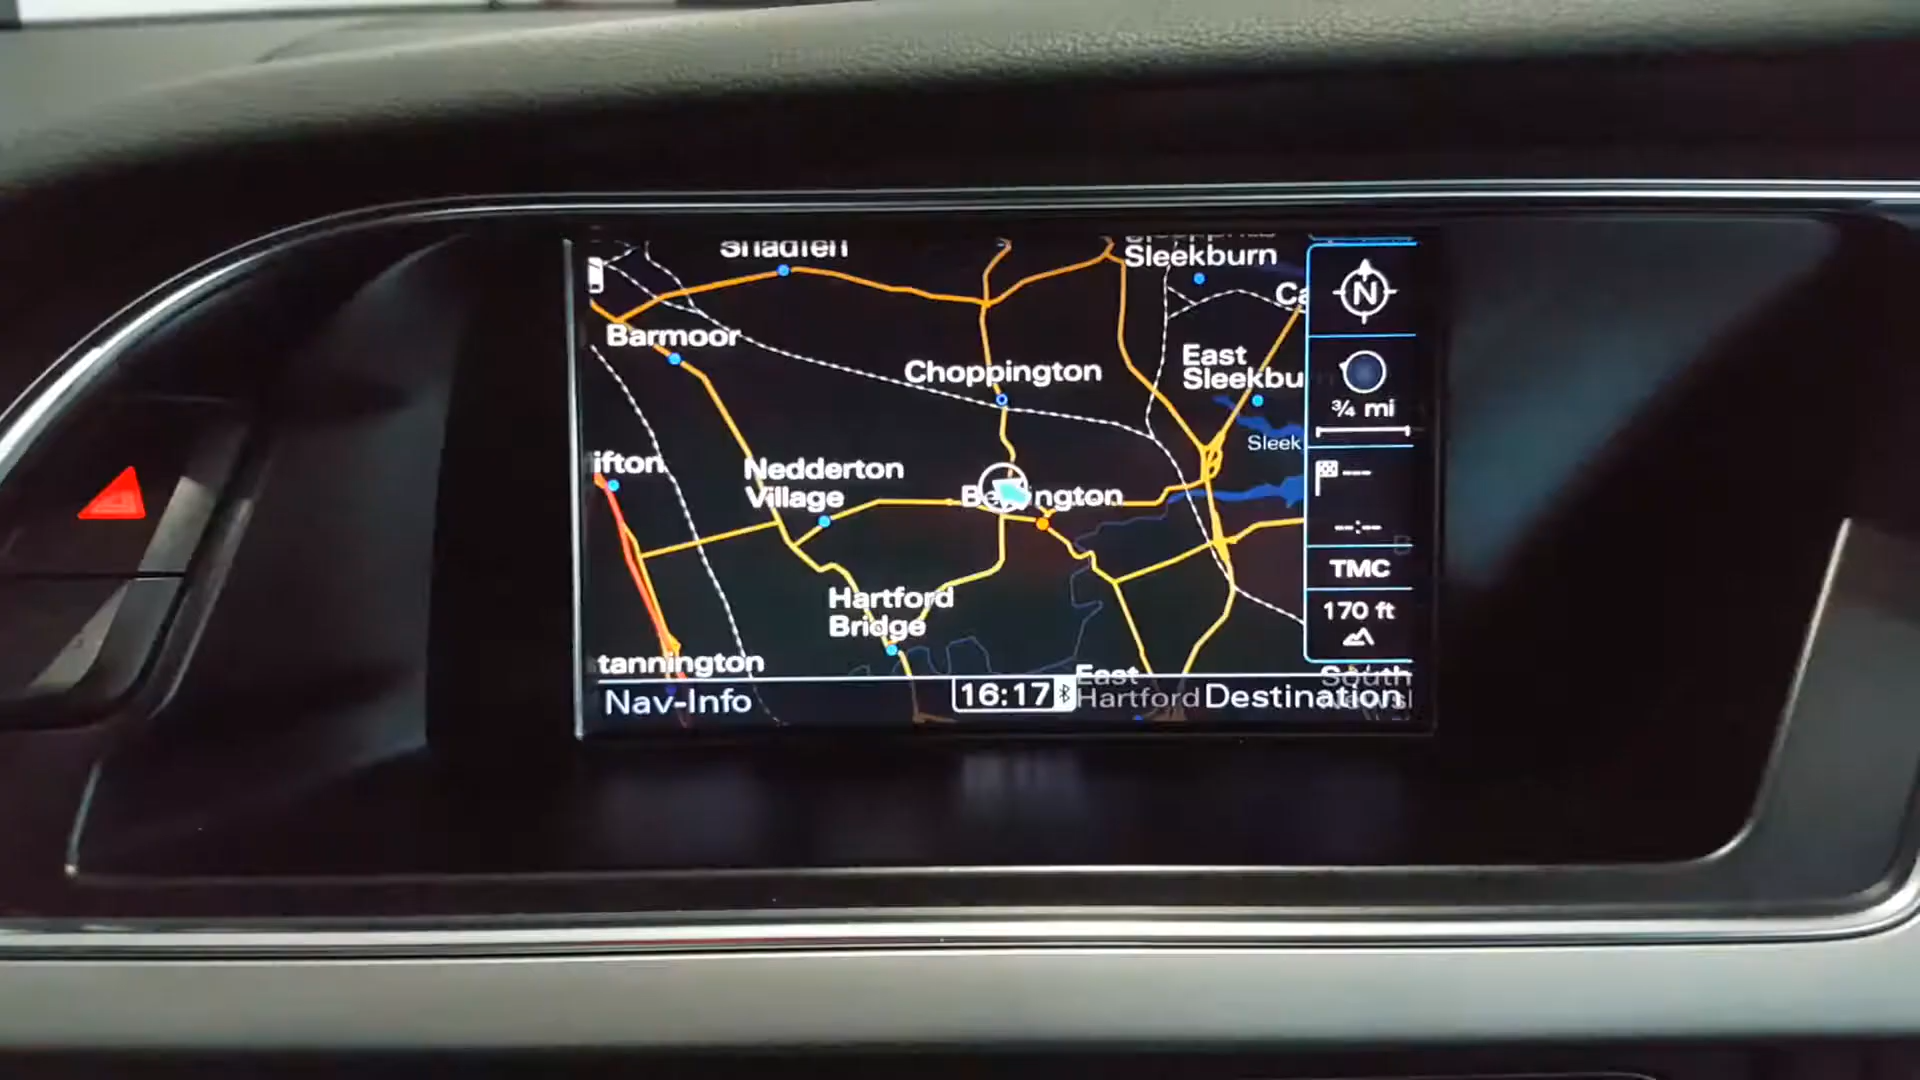 Shadfen
Sleekburn
N
Barmoor
Choppington
East
Sleekbu
¾ mi
Sleek
ifton
Nedderton
Village
---
--:--
TMC
Hartford
Bridge
170 ft
tannington
East
South
Nav-Info
16:17
Hartford
Destination